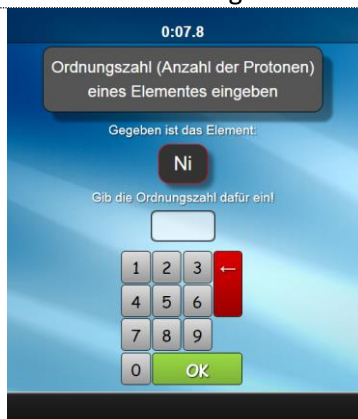 0:07.8
Ordnungszahl (Anzahl der Protonen)
eines Elementes eingeben
Gegeben ist das Element:
Ni
Gib die Ordnungszahl dafür ein!
1 2 3 ←
4 5 6
7 8 9
0 OK